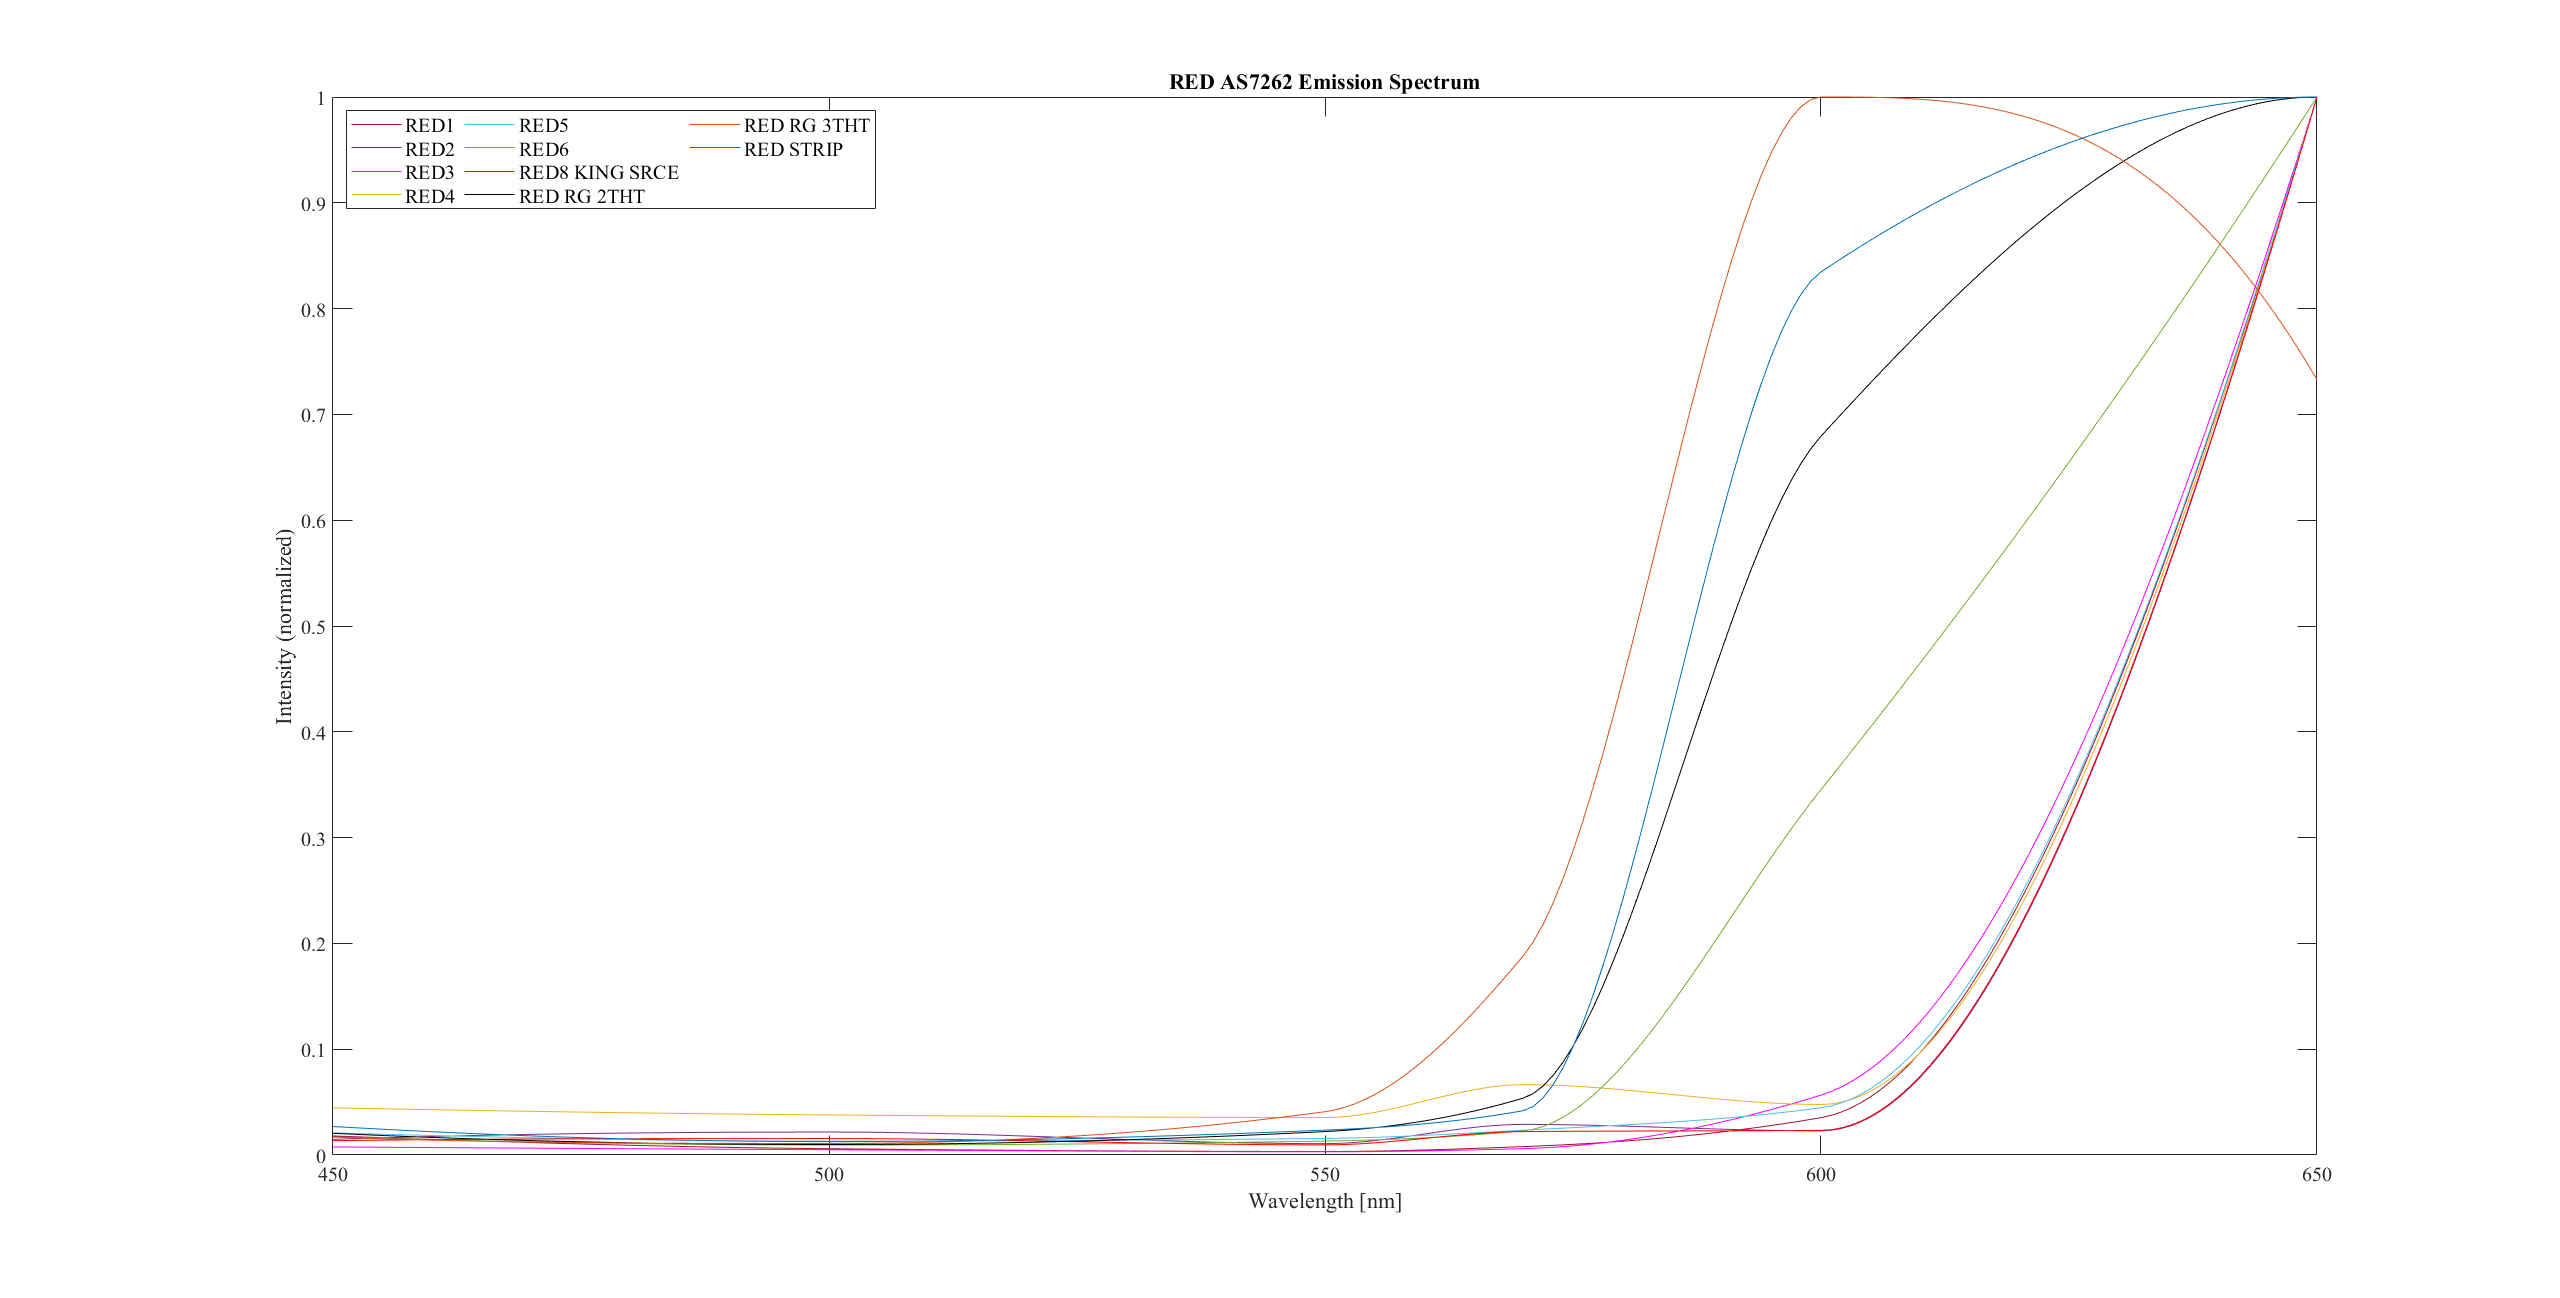 RED AS7262 Emission Spectrum
1
RED1 RED5 RED RG 3THT
RED2 RED6 RED STRIP
RED3 RED8 KING SRCE
RED4 RED RG 2THT
0.9
0.8
0.7
0.6
0.5
0.4
0.3
0.2
0.1
0
Intensity (normalized)
450 500 550 600 650
Wavelength [nm]